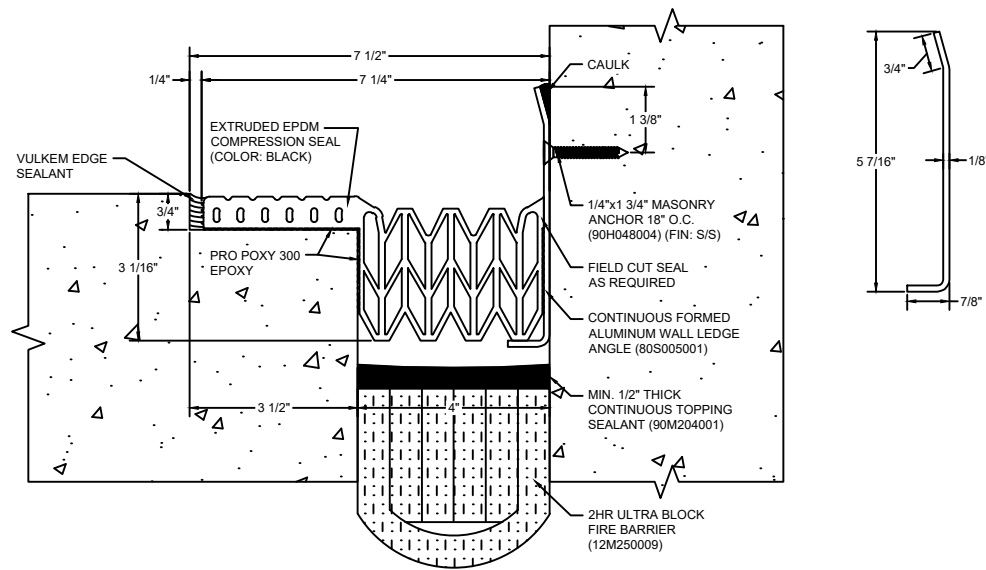 7 1/2"
1/4"
7 1/4"
CAULK
1 3/8"
EXTRUDED EPDM
COMPRESSION SEAL
(COLOR: BLACK)
VULKEM EDGE
SEALANT
3/4"
3 1/16"
PRO POXY 300
EPOXY
1/4"x1 3/4" MASONRY
ANCHOR 18" O.C.
(90H048004) (FIN: S/S)
FIELD CUT SEAL
AS REQUIRED
CONTINUOUS FORMED
ALUMINUM WALL LEDGE
ANGLE (80S005001)
MIN. 1/2" THICK
CONTINUOUS TOPPING
SEALANT (90M204001)
3 1/2"
4"
2HR ULTRA BLOCK
FIRE BARRIER
(12M250009)
3/4"
5 7/16"
1/8"
7/8"